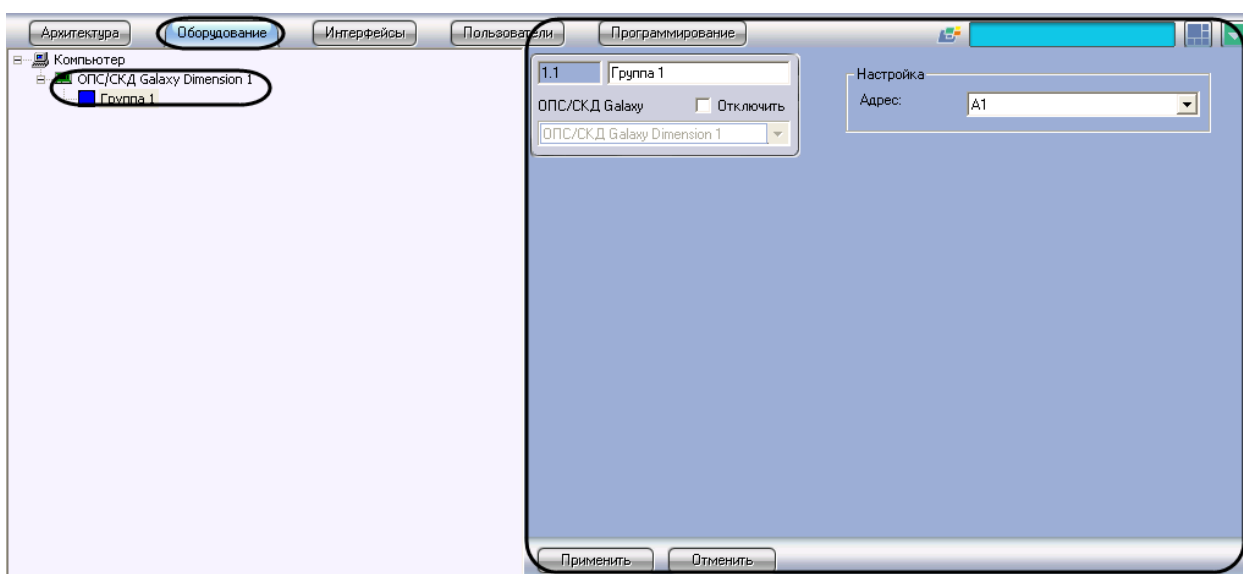 Архитектура Оборудование Интерфейсы Пользователи Программирование
Компьютер
ОПС/СКД Galaxy Dimension 1
Группа 1
1.1 Группа 1
ОПС/СКД Galaxy Отключить
ОПС/СКД Galaxy Dimension 1
Настройка
Адрес: A1
Применить Отменить